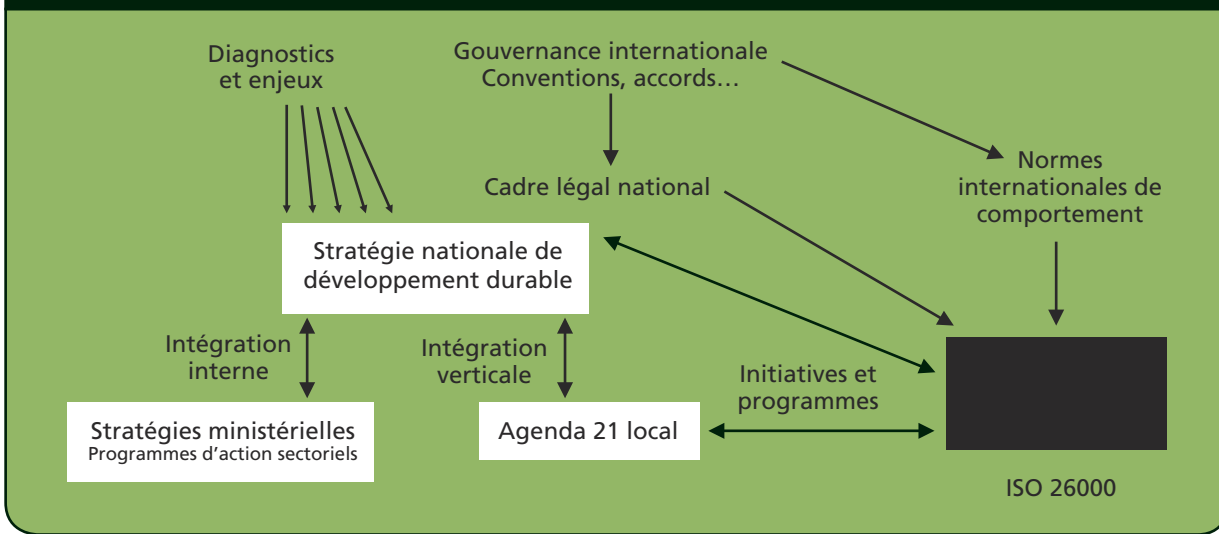 Diagnostics
et enjeux
Gouvernance internationale
Conventions, accords…
Normes
internationales de
comportement
Cadre légal national
Stratégie nationale de
développement durable
Intégration
interne
Intégration
verticale
Initiatives et
programmes
Stratégies ministérielles
Programmes d’action sectoriels
Agenda 21 local
ISO 26000